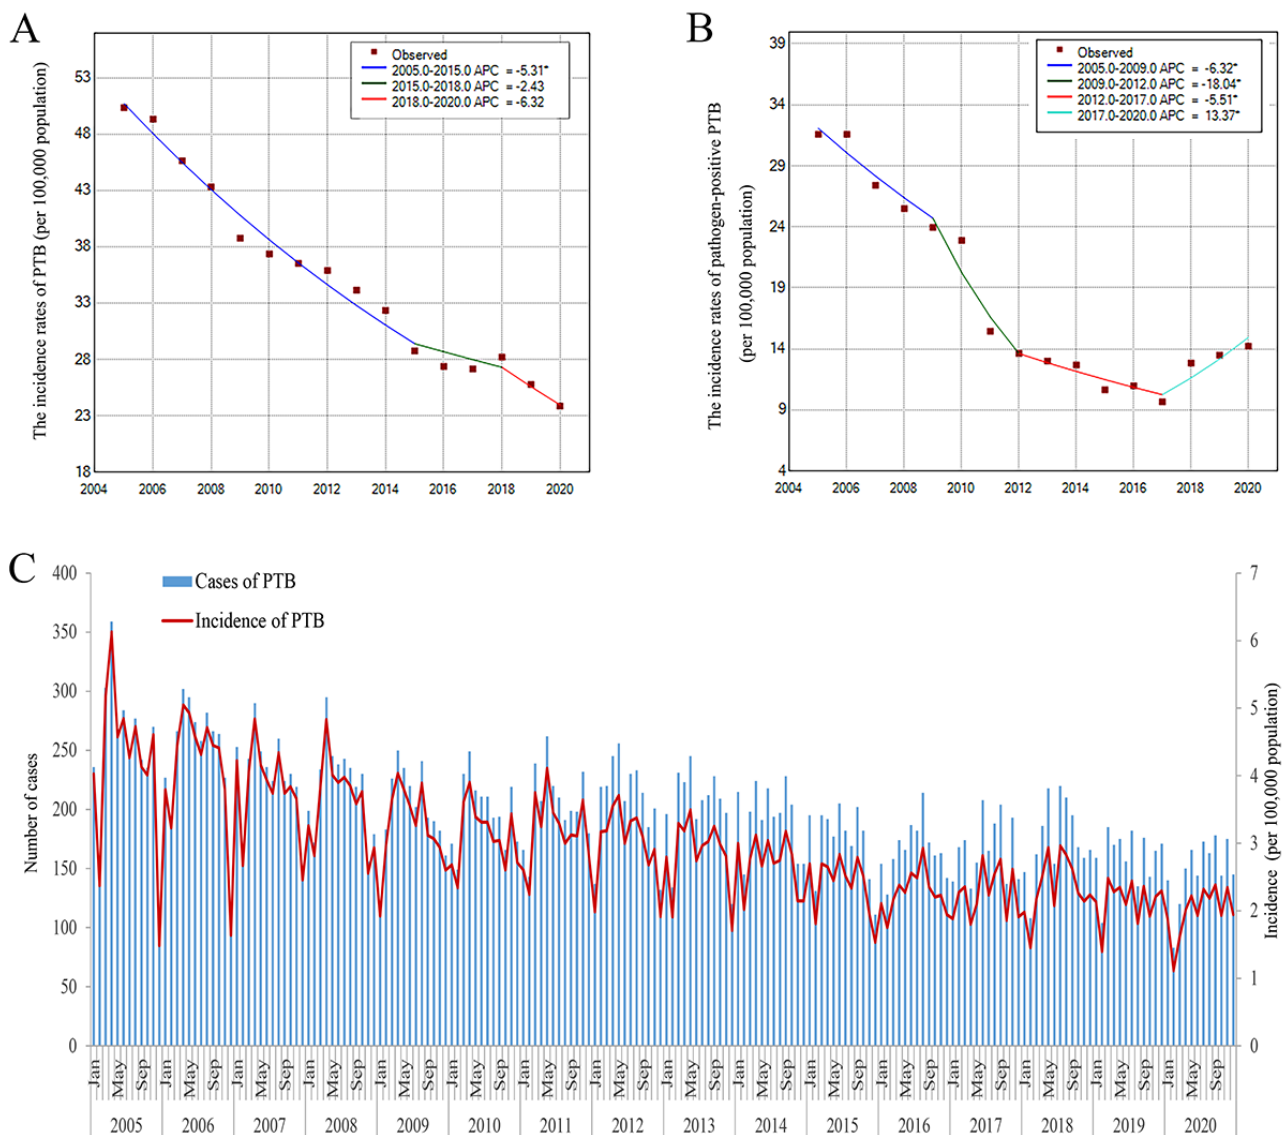 A
The incidence rates of PTB (per 100,000 population)
53
48
43
38
33
28
23
18
2004 2006 2008 2010 2012 2014 2016 2018 2020
Observed
2005.0-2015.0 APC = -5.31*
2015.0-2018.0 APC = -2.43
2018.0-2020.0 APC = -6.32
B
The incidence rates of pathogen-positive PTB
(per 100,000 population)
39
34
29
24
19
14
9
4
2004 2006 2008 2010 2012 2014 2016 2018 2020
Observed
2005.0-2009.0 APC = -6.32*
2009.0-2012.0 APC = -18.04*
2012.0-2017.0 APC = -5.51*
2017.0-2020.0 APC = 13.37*
C
Number of cases
400
350
300
250
200
150
100
50
0
Cases of PTB
Incidence of PTB
7
6
5
4
3
2
1
0
Incidence (per 100,000 population)
Jan May Sep Jan May Sep Jan May Sep Jan May Sep Jan May Sep Jan May Sep Jan May Sep Jan May Sep Jan May Sep Jan May Sep Jan May Sep Jan May Sep Jan May Sep Jan May Sep Jan May Sep Jan May Sep
2005 2006 2007 2008 2009 2010 2011 2012 2013 2014 2015 2016 2017 2018 2019 2020